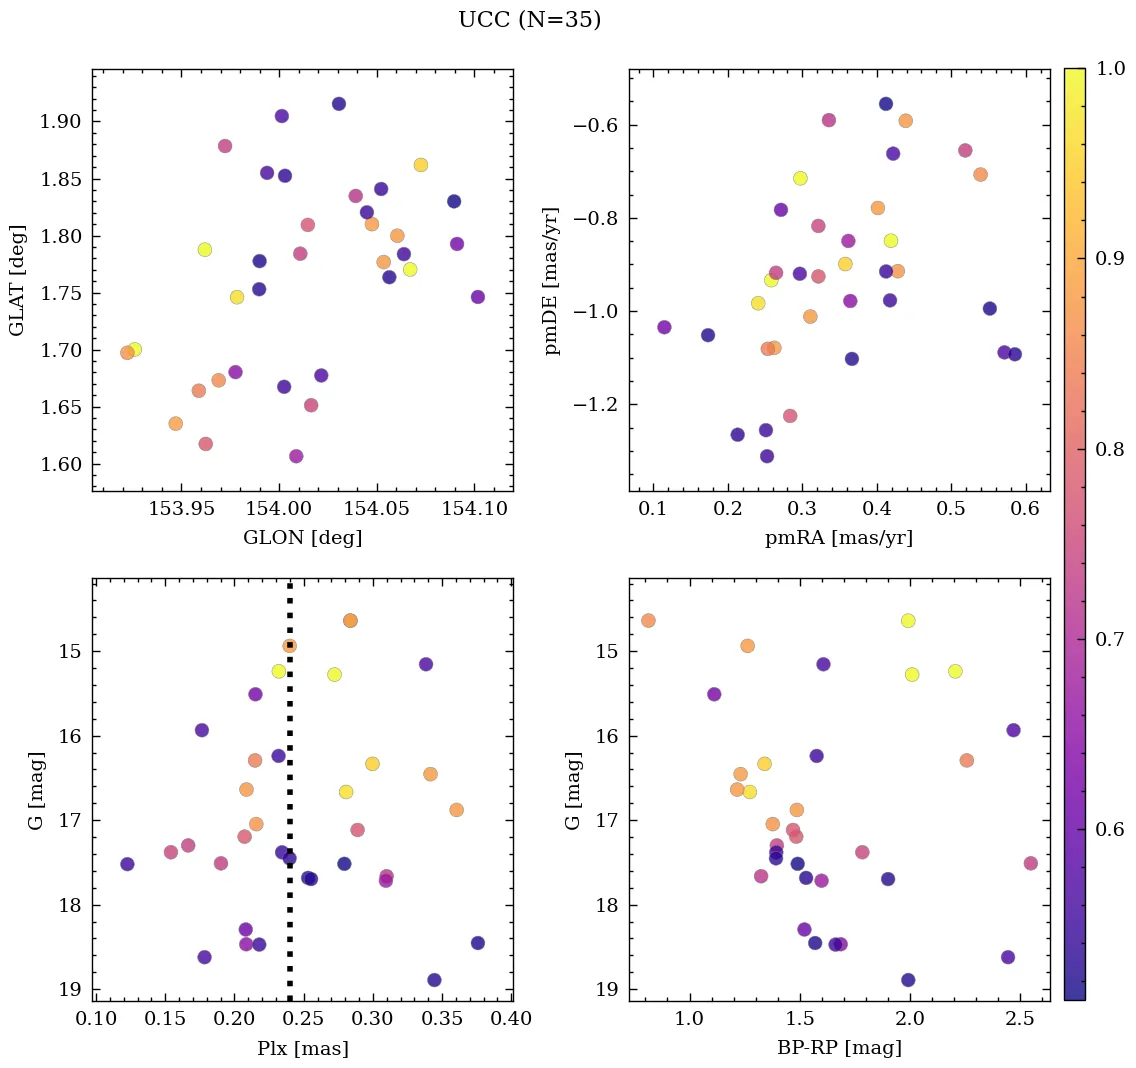 UCC (N=35)
1.90
1.85
1.80
1.75
1.70
1.65
1.60
GLAT [deg]
153.95 154.00 154.05 154.10
GLON [deg]
−0.6
−0.8
−1.0
−1.2
pmDE [mas/yr]
0.1 0.2 0.3 0.4 0.5 0.6
pmRA [mas/yr]
1.0
0.9
0.8
0.7
0.6
15
16
17
18
19
G [mag]
0.10 0.15 0.20 0.25 0.30 0.35 0.40
Plx [mas]
15
16
17
18
19
G [mag]
1.0 1.5 2.0 2.5
BP-RP [mag]